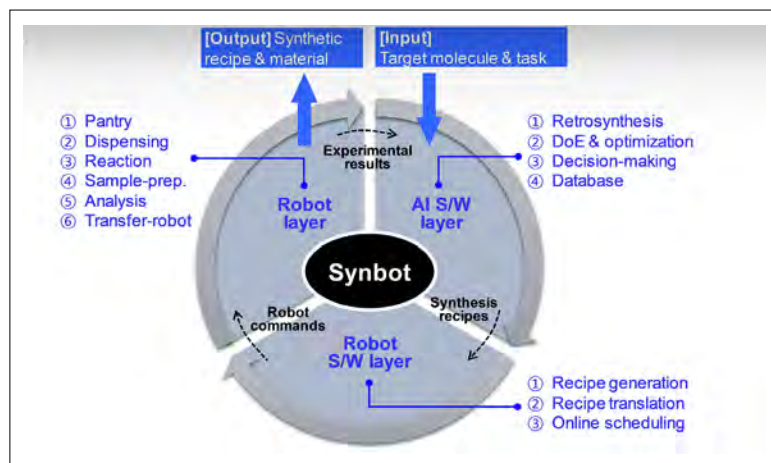 [Output] Synthetic
recipe & material
[Input]
Target molecule & task
① Pantry
② Dispensing
③ Reaction
④ Sample-prep.
⑤ Analysis
⑥ Transfer-robot
Experimental
results
① Retrosynthesis
② DoE & optimization
③ Decision-making
④ Database
Robot
layer
AI S/W
layer
Synbot
Robot
commands
Synthesis
recipes
Robot
S/W layer
① Recipe generation
② Recipe translation
③ Online scheduling